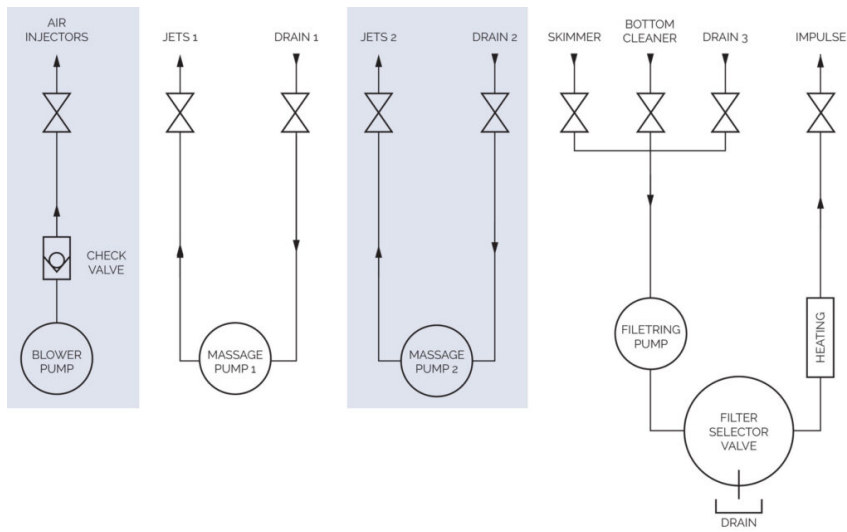 AIR
INJECTORS
JETS 1
DRAIN 1
JETS 2
DRAIN 2
SKIMMER
BOTTOM
CLEANER
DRAIN 3
IMPULSE
CHECK
VALVE
BLOWER
PUMP
MASSAGE
PUMP 1
MASSAGE
PUMP 2
FILETRING
PUMP
HEATING
FILTER
SELECTOR
VALVE
DRAIN